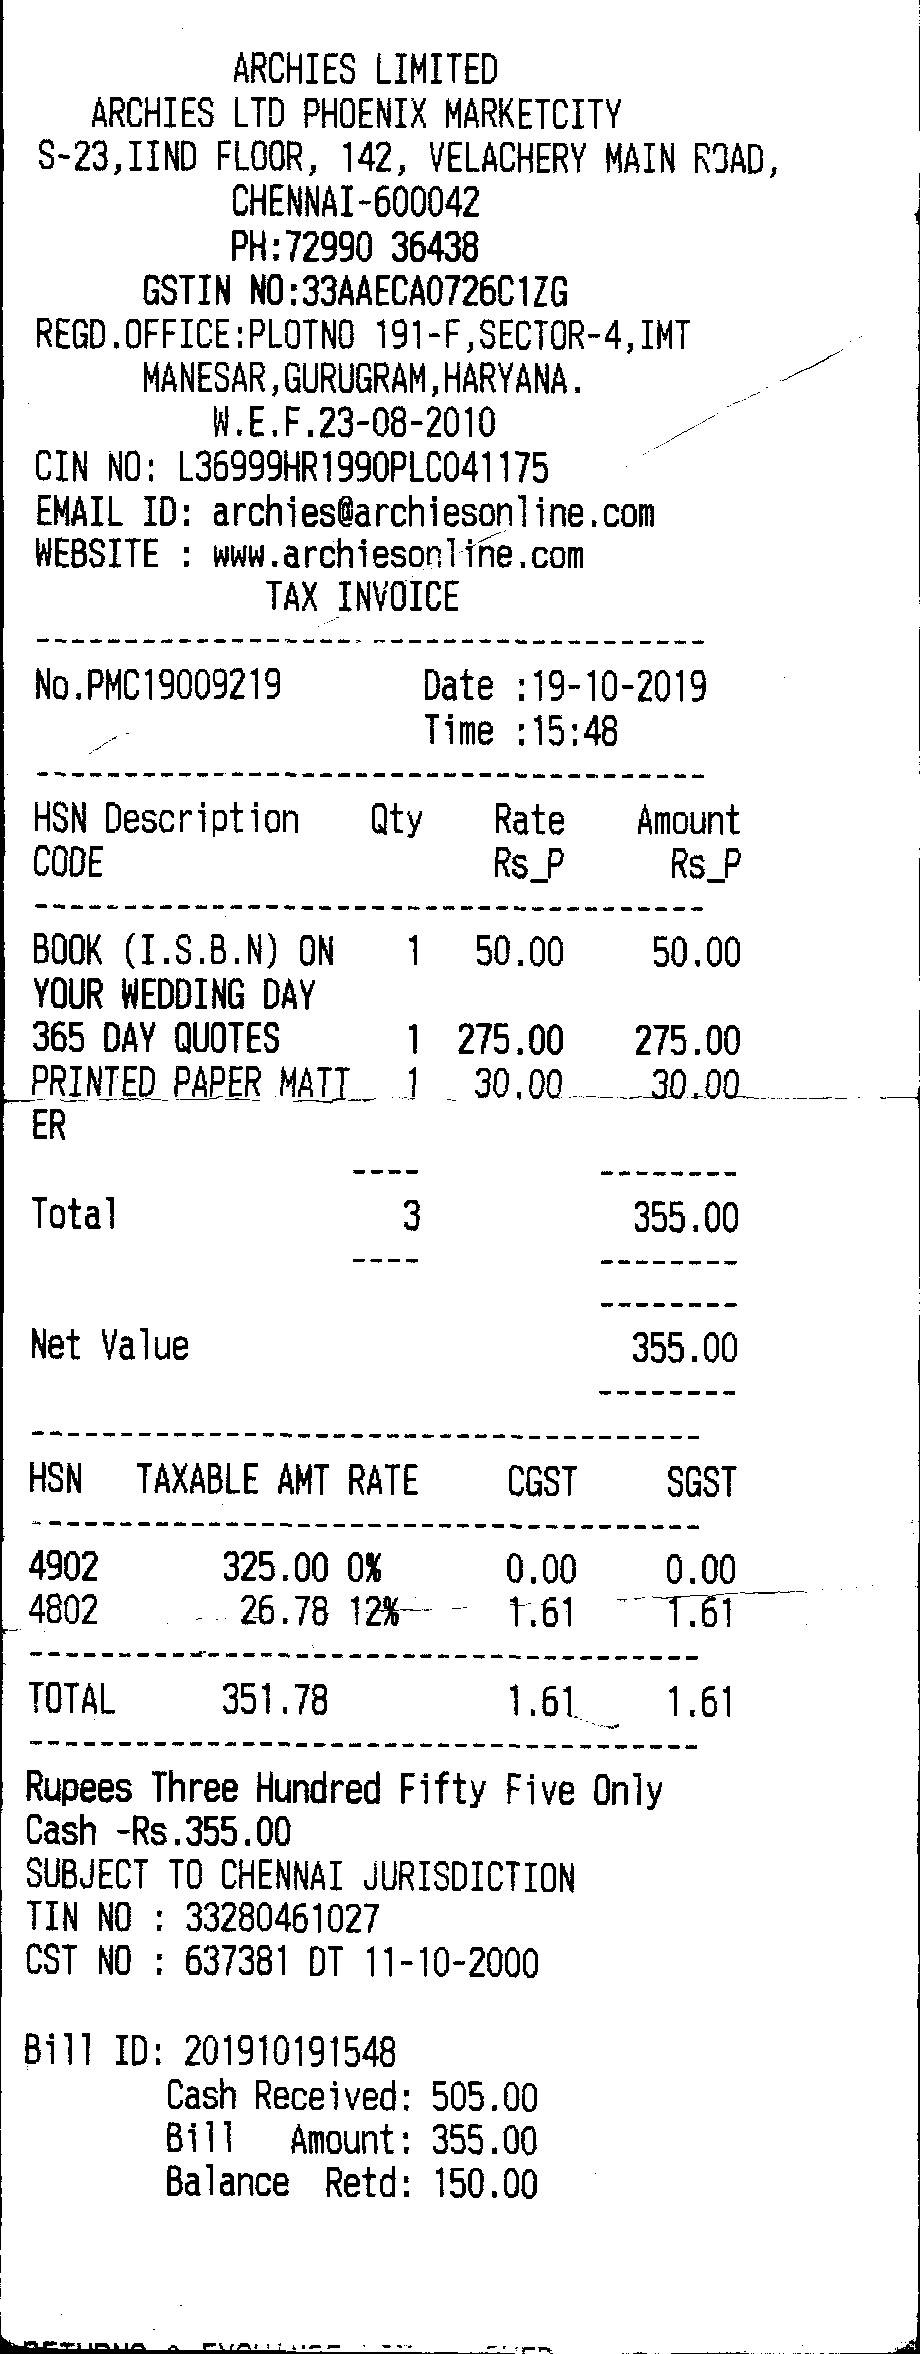 ARCHIES LIMITED
ARCHIES LTD PHOENIX MARKETCITY
S-23,IIND FLOOR, 142, VELACHERY MAIN ROAD,
CHENNAI-600042
PH:72990 36438
GSTIN NO:33AAECA0726C1ZG
REGD.OFFICE:PLOTNO 191-F,SECTOR-4,IMT
MANESAR,GURUGRAM,HARYANA.
W.E.F.23-08-2010
CIN NO: L36999HR1990PLC041175
EMAIL ID: archies@archiesonline.com
WEBSITE : www.archiesonline.com
TAX INVOICE
No.PMC19009219 Date :19-10-2019
Time :15:48
HSN Description Qty Rate Amount
CODE Rs_P Rs_P
BOOK (I.S.B.N) ON 1 50.00 50.00
YOUR WEDDING DAY
365 DAY QUOTES 1 275.00 275.00
PRINTED PAPER MATT 1 30.00 30.00
ER
Total 3 355.00
Net Value 355.00
HSN TAXABLE AMT RATE CGST SGST
4902 325.00 0% 0.00 0.00
4802 26.78 12% 1.61 1.61
TOTAL 351.78 1.61 1.61
Rupees Three Hundred Fifty Five Only
Cash -Rs.355.00
SUBJECT TO CHENNAI JURISDICTION
TIN NO : 33280461027
CST NO : 637381 DT 11-10-2000
Bill ID: 201910191548
Cash Received: 505.00
Bill Amount: 355.00
Balance Retd: 150.00